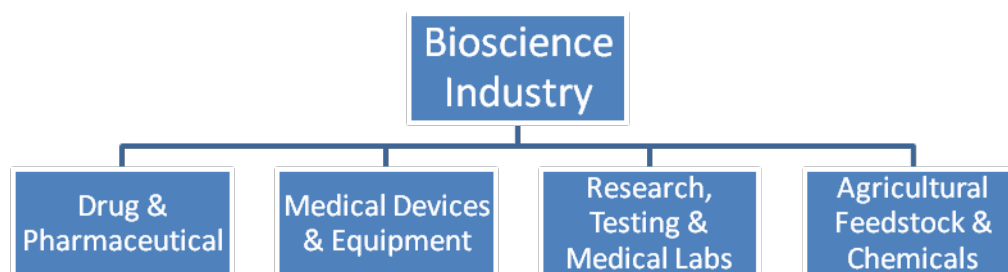 Bioscience
Industry
Drug &
Pharmaceutical
Medical Devices
& Equipment
Research,
Testing &
Medical Labs
Agricultural
Feedstock &
Chemicals